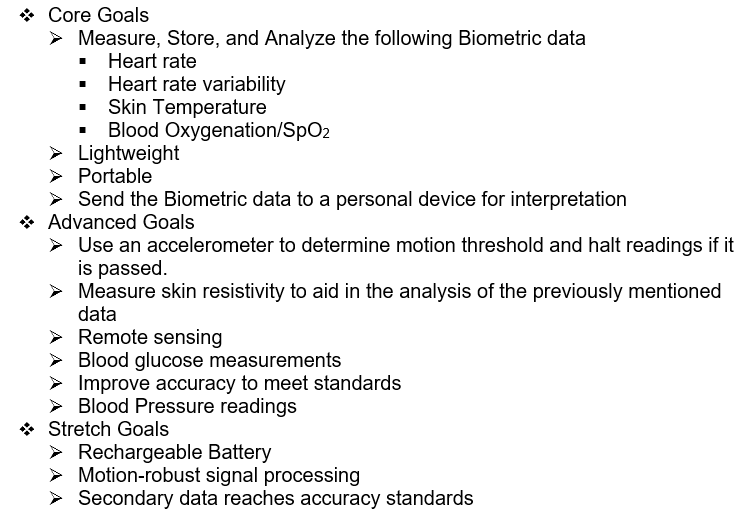 ❖ Core Goals
➢ Measure, Store, and Analyze the following Biometric data
▪ Heart rate
▪ Heart rate variability
▪ Skin Temperature
▪ Blood Oxygenation/SpO₂
➢ Lightweight
➢ Portable
➢ Send the Biometric data to a personal device for interpretation
❖ Advanced Goals
➢ Use an accelerometer to determine motion threshold and halt readings if it
is passed.
➢ Measure skin resistivity to aid in the analysis of the previously mentioned
data
➢ Remote sensing
➢ Blood glucose measurements
➢ Improve accuracy to meet standards
➢ Blood Pressure readings
❖ Stretch Goals
➢ Rechargeable Battery
➢ Motion-robust signal processing
➢ Secondary data reaches accuracy standards